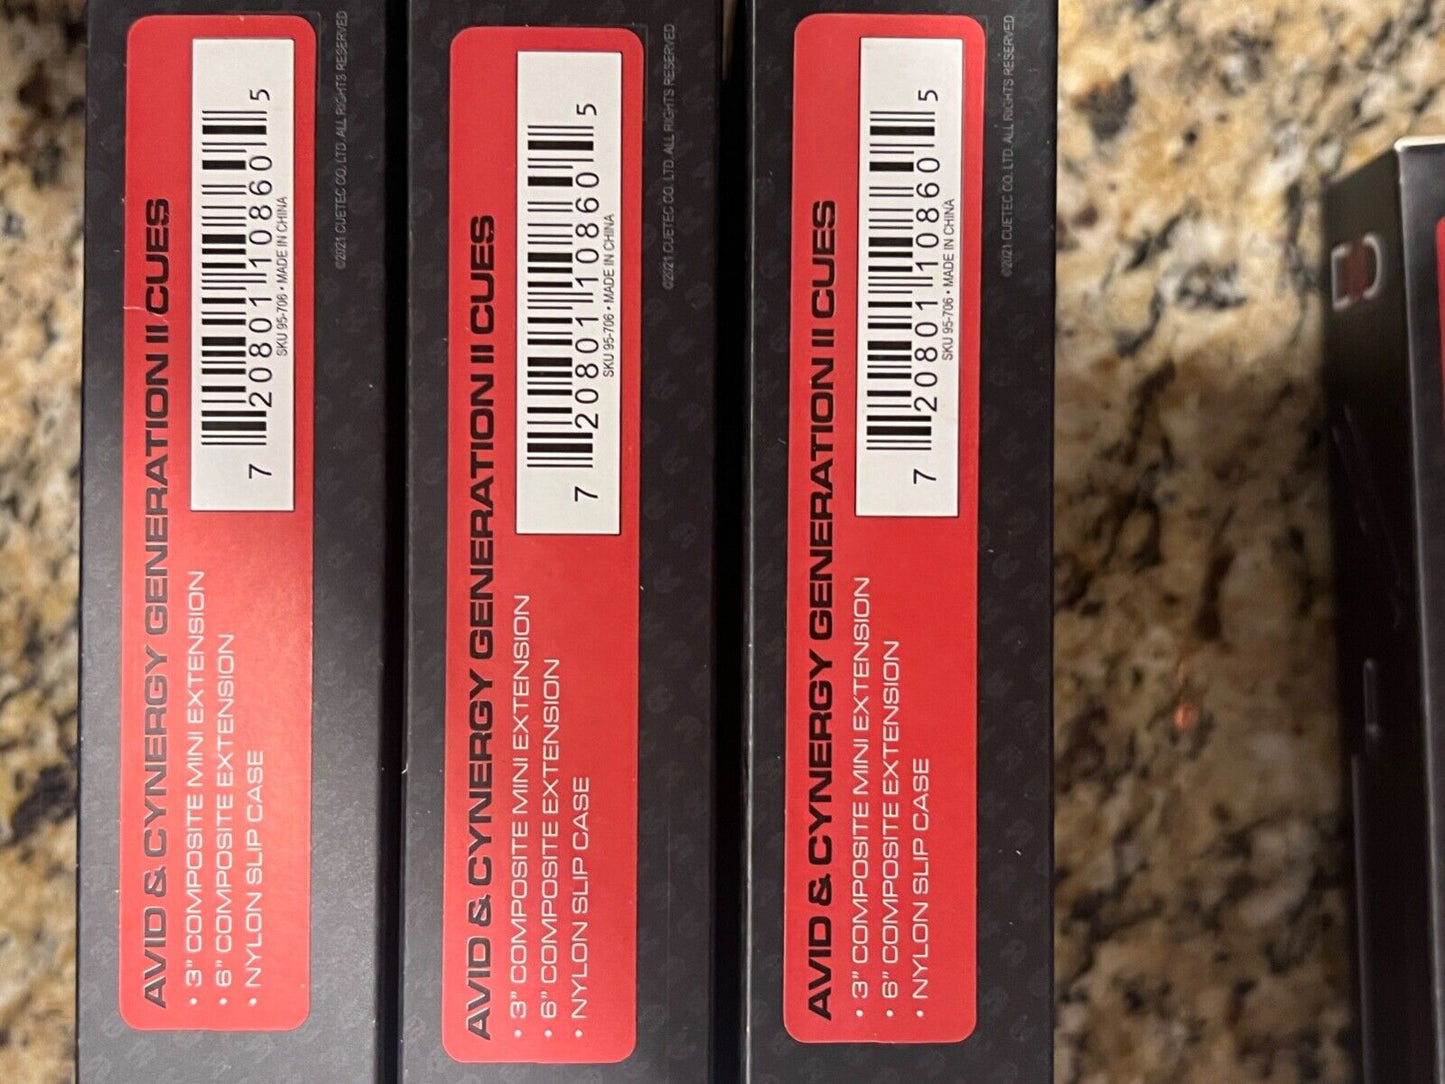 AVID & CYNERGY GENERATION II CUES
• 3" COMPOSITE MINI EXTENSION
• 6" COMPOSITE EXTENSION
• NYLON SLIP CASE
7 20801 10860 5
SKU 95-706 • MADE IN CHINA
©2021 CUETEC CO. LTD. ALL RIGHTS RESERVED
AVID & CYNERGY GENERATION II CUES
• 3" COMPOSITE MINI EXTENSION
• 6" COMPOSITE EXTENSION
• NYLON SLIP CASE
7 20801 10860 5
SKU 95-706 • MADE IN CHINA
©2021 CUETEC CO. LTD. ALL RIGHTS RESERVED
AVID & CYNERGY GENERATION II CUES
• 3" COMPOSITE MINI EXTENSION
• 6" COMPOSITE EXTENSION
• NYLON SLIP CASE
7 20801 10860 5
SKU 95-706 • MADE IN CHINA
©2021 CUETEC CO. LTD. ALL RIGHTS RESERVED